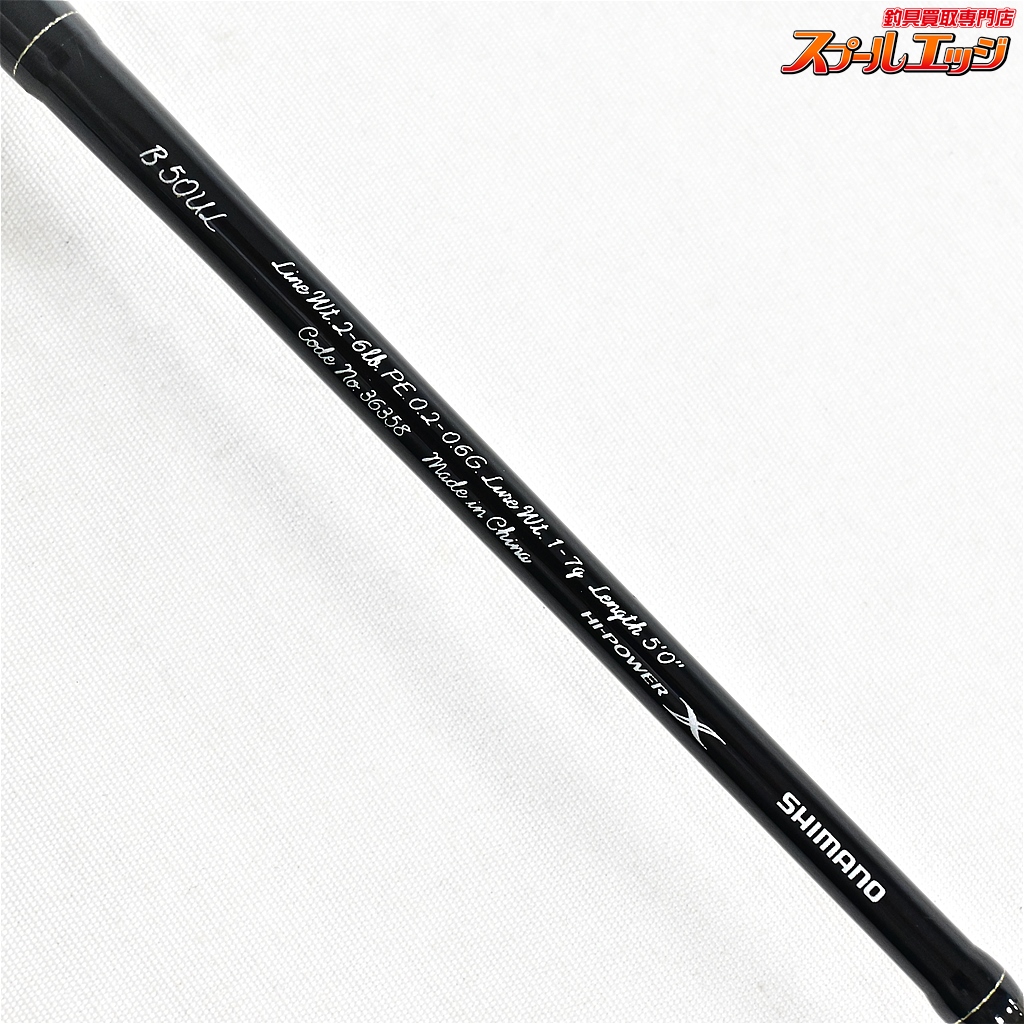 釣具買取専門店
スプールエッジ
B 50UL
Line Wt. 2-6lb. PE. 0.2-0.6G. Lure Wt. 1-7g Length 5'0"
Code No. 36358 Made in China
HI-POWER X
SHIMANO